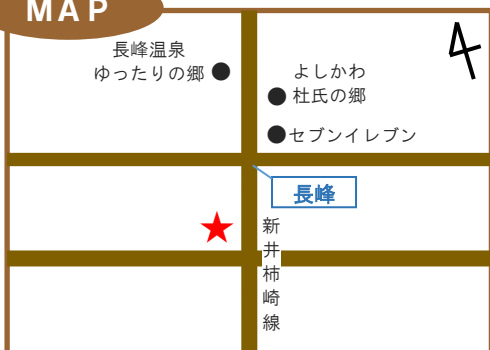 MAP
長峰温泉
ゆったりの郷
よしかわ
杜氏の郷
セブンイレブン
長峰
新井柿崎線